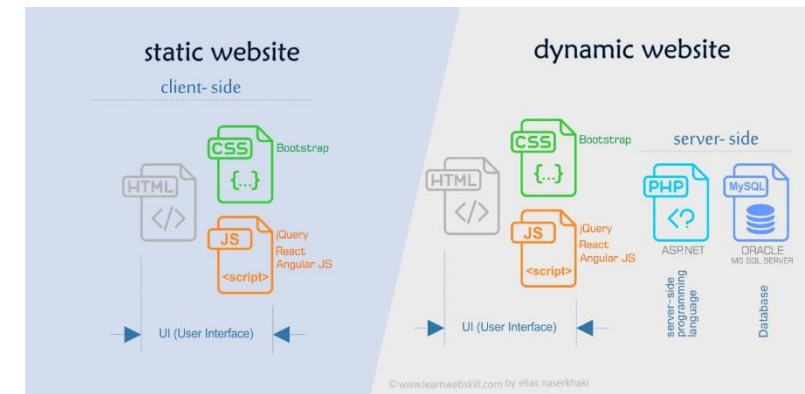 static website
client- side
HTML
</>
CSS
{...}
Bootstrap
JS
<script>
jQuery
React
Angular JS
UI (User Interface)
dynamic website
HTML
</>
CSS
{...}
Bootstrap
JS
<script>
jQuery
React
Angular JS
UI (User Interface)
server- side
PHP
<?
ASP.NET
server-side
programming
language
MySQL
ORACLE
MS SQL SERVER
Database
© www.learnwebskill.com by elias naserkhaki